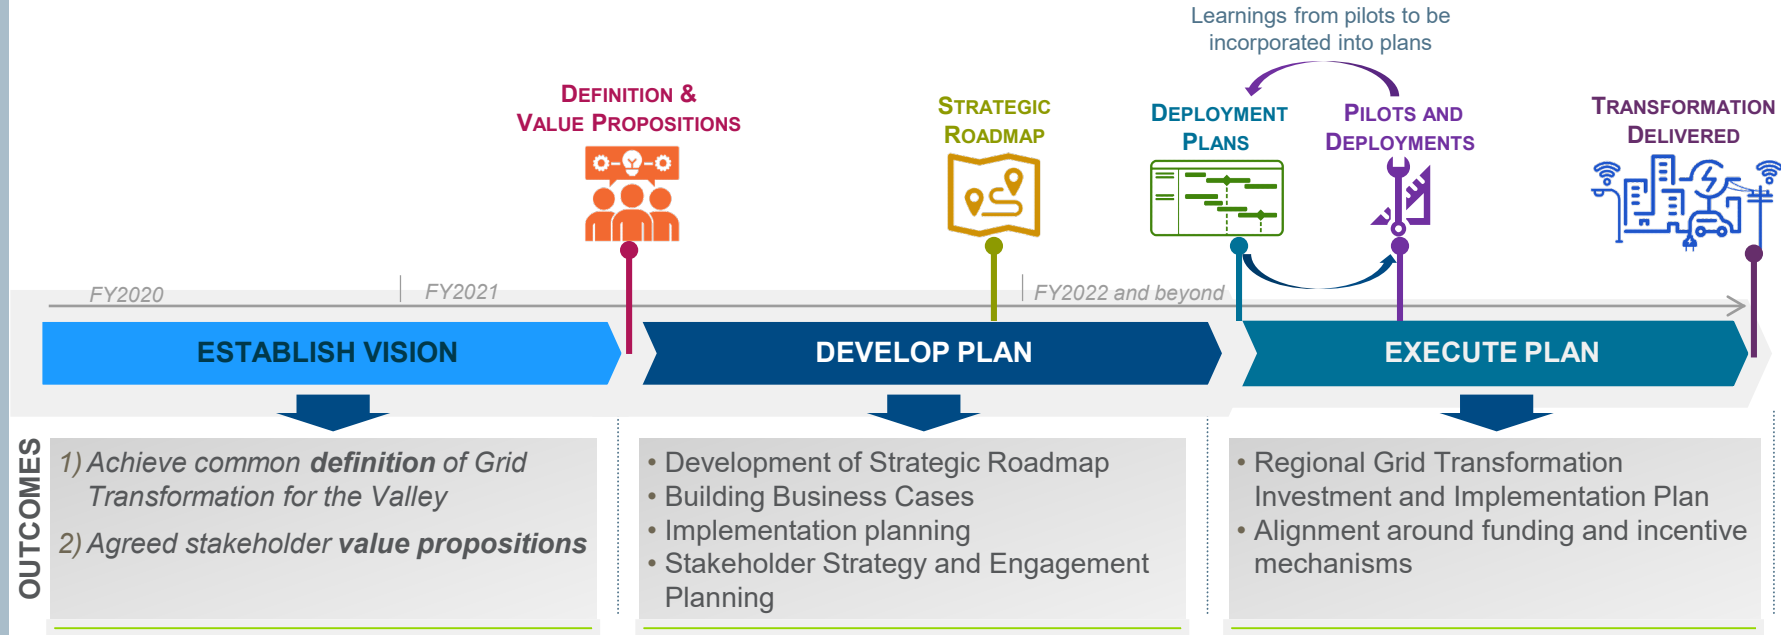 Learnings from pilots to be
incorporated into plans
DEFINITION &
VALUE PROPOSITIONS
STRATEGIC
ROADMAP
DEPLOYMENT
PLANS
PILOTS AND
DEPLOYMENTS
TRANSFORMATION
DELIVERED
FY2020
FY2021
FY2022 and beyond
ESTABLISH VISION
DEVELOP PLAN
EXECUTE PLAN
OUTCOMES
1) Achieve common definition of Grid
Transformation for the Valley
2) Agreed stakeholder value propositions
• Development of Strategic Roadmap
• Building Business Cases
• Implementation planning
• Stakeholder Strategy and Engagement
Planning
• Regional Grid Transformation
Investment and Implementation Plan
• Alignment around funding and incentive
mechanisms